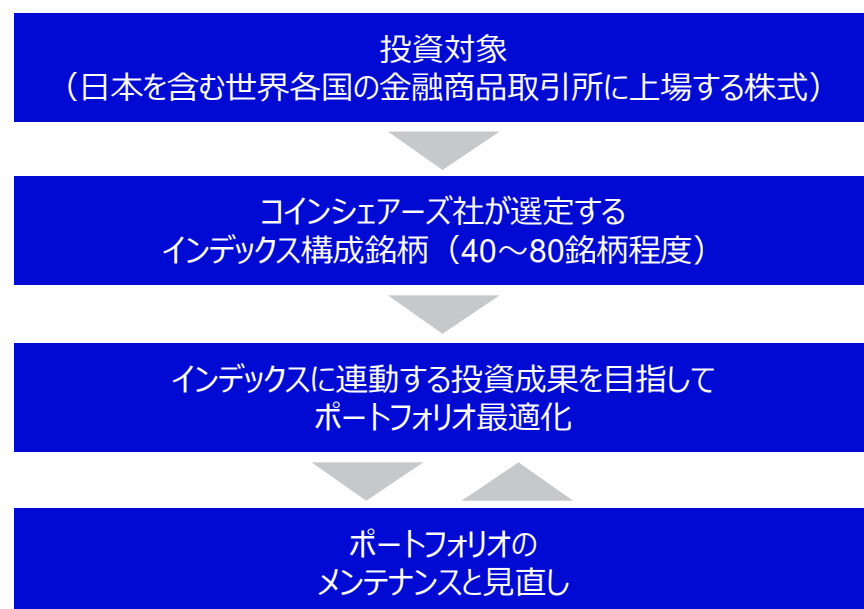 投資対象
（日本を含む世界各国の金融商品取引所に上場する株式）
コインシェアーズ社が選定する
インデックス構成銘柄（40～80銘柄程度）
インデックスに連動する投資成果を目指して
ポートフォリオ最適化
ポートフォリオの
メンテナンスと見直し